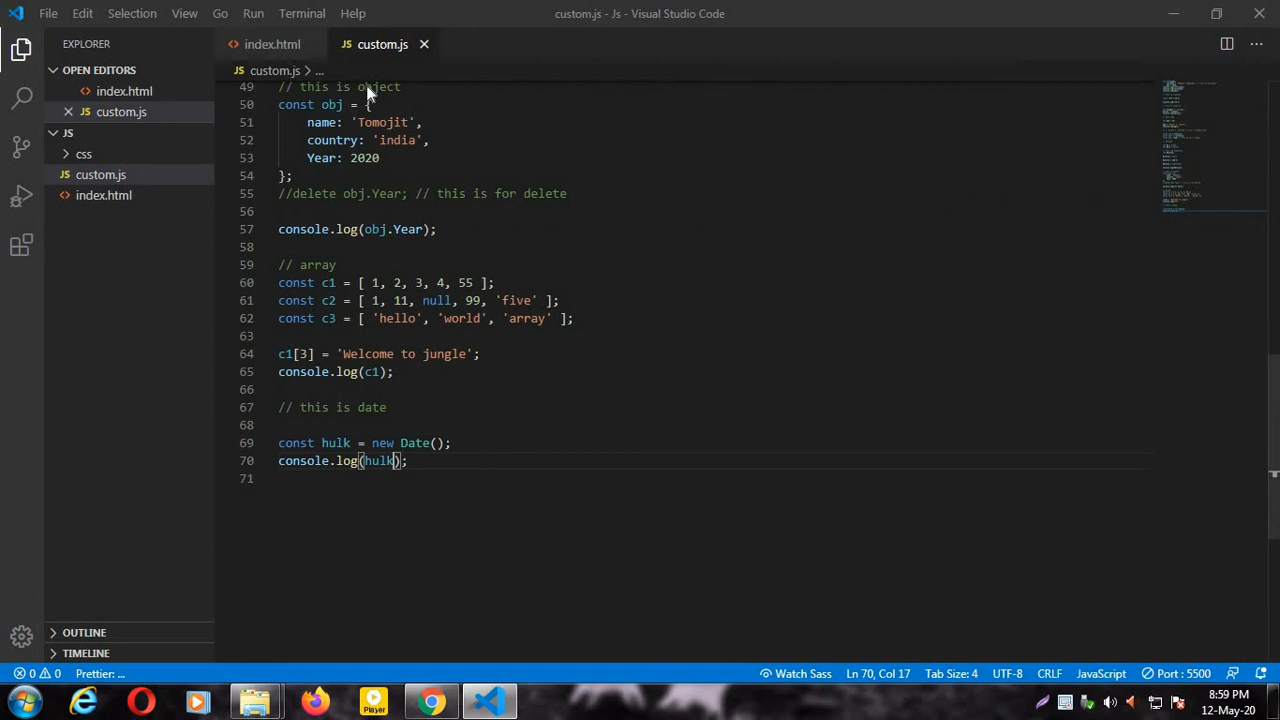 File Edit Selection View Go Run Terminal Help
custom.js - Js - Visual Studio Code
EXPLORER
OPEN EDITORS
index.html
custom.js
JS
css
custom.js
index.html
OUTLINE
TIMELINE
index.html
JS custom.js
JS custom.js > ...
49 // this is object
50 const obj = {
51 name: 'Tomojit',
52 country: 'india',
53 Year: 2020
54 };
55 //delete obj.Year; // this is for delete
56
57 console.log(obj.Year);
58
59 // array
60 const c1 = [ 1, 2, 3, 4, 55 ];
61 const c2 = [ 1, 11, null, 99, 'five' ];
62 const c3 = [ 'hello', 'world', 'array' ];
63
64 c1[3] = 'Welcome to jungle';
65 console.log(c1);
66
67 // this is date
68
69 const hulk = new Date();
70 console.log(hulk);
71
0 0 Prettier: ... Watch Sass Ln 70, Col 17 Tab Size: 4 UTF-8 CRLF JavaScript Port : 5500
Player
8:59 PM
12-May-20